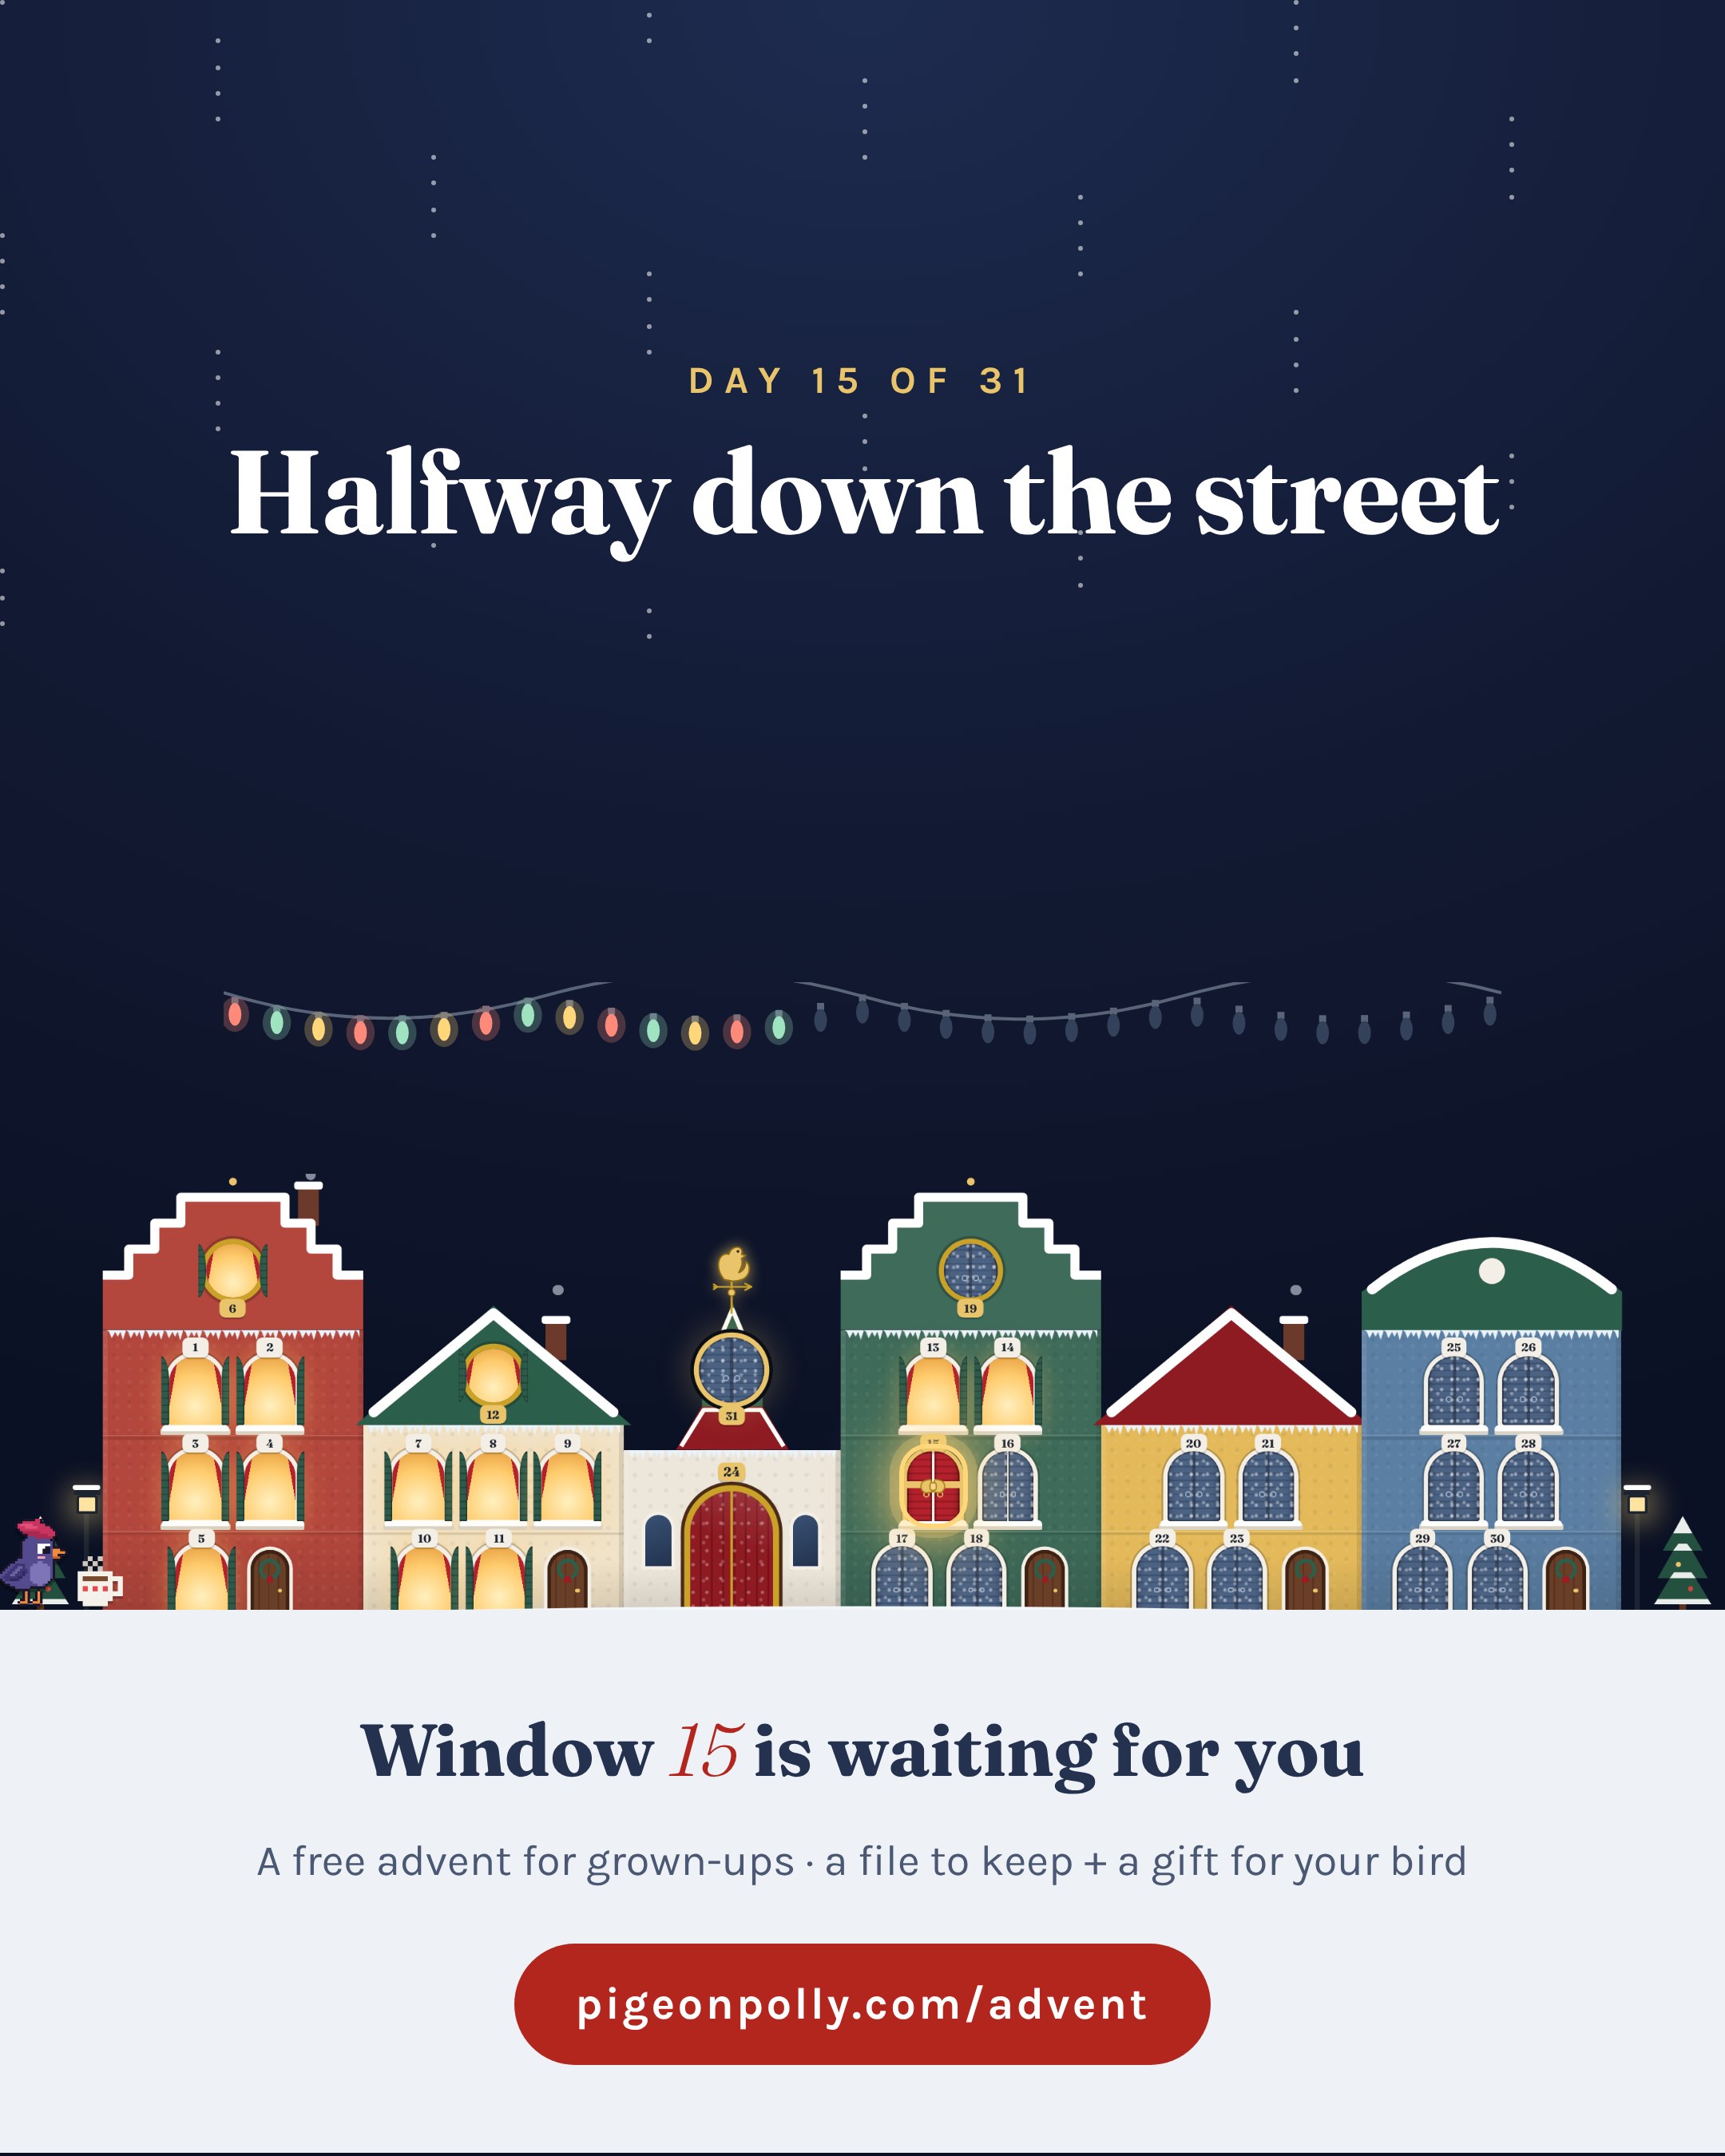 DAY 15 OF 31
Halfway down the street
6
19
1 2
13 14
25 26
12
31
3 4
7 8 9
15 16
20 21
27 28
24
5
10 11
17 18
22 23
29 30
Window 15 is waiting for you
A free advent for grown-ups · a file to keep + a gift for your bird
pigeonpolly.com/advent